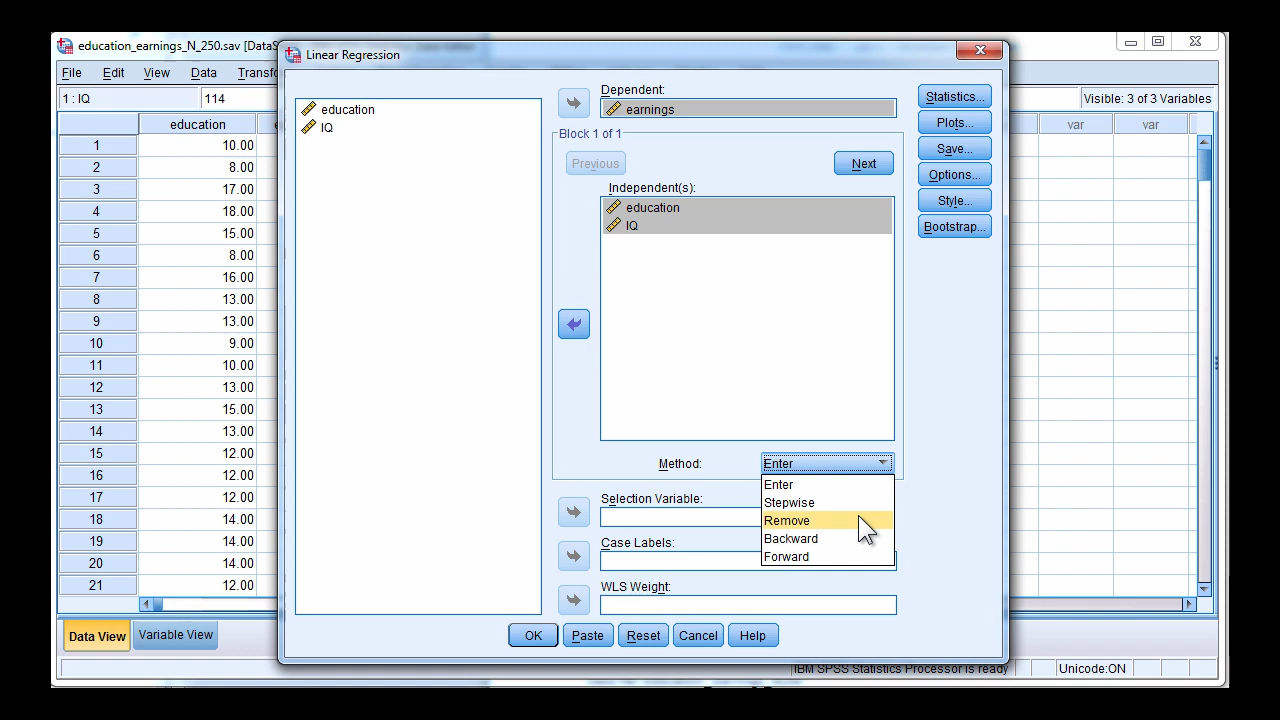 education_earnings_N_250.sav [DataS
Linear Regression
File Edit View Data Transfo
1 : IQ 114 Visible: 3 of 3 Variables
education e var var
1 10.00
2 8.00
3 17.00
4 18.00
5 15.00
6 8.00
7 16.00
8 13.00
9 13.00
10 9.00
11 10.00
12 13.00
13 15.00
14 13.00
15 12.00
16 12.00
17 12.00
18 14.00
19 14.00
20 14.00
21 12.00
Data View Variable View
education
IQ
Dependent:
earnings
Block 1 of 1
Previous Next
Independent(s):
education
IQ
Method: Enter
Enter
Stepwise
Remove
Backward
Forward
Selection Variable:
Case Labels:
WLS Weight:
Statistics...
Plots...
Save...
Options...
Style...
Bootstrap...
OK Paste Reset Cancel Help
IBM SPSS Statistics Processor is ready Unicode:ON